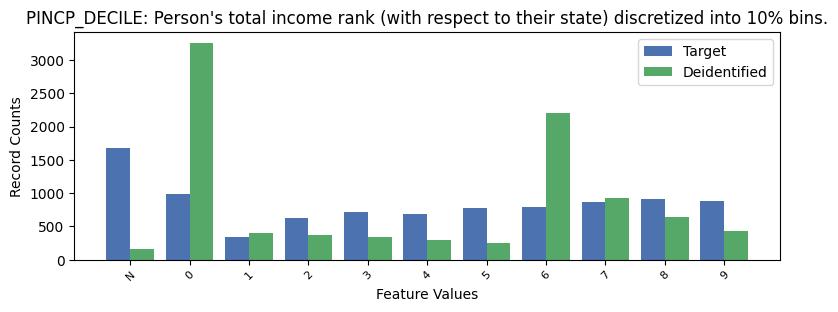 PINCP_DECILE: Person's total income rank (with respect to their state) discretized into 10% bins.
Target
Deidentified
Record Counts
3000
2500
2000
1500
1000
500
0
N 0 1 2 3 4 5 6 7 8 9
Feature Values